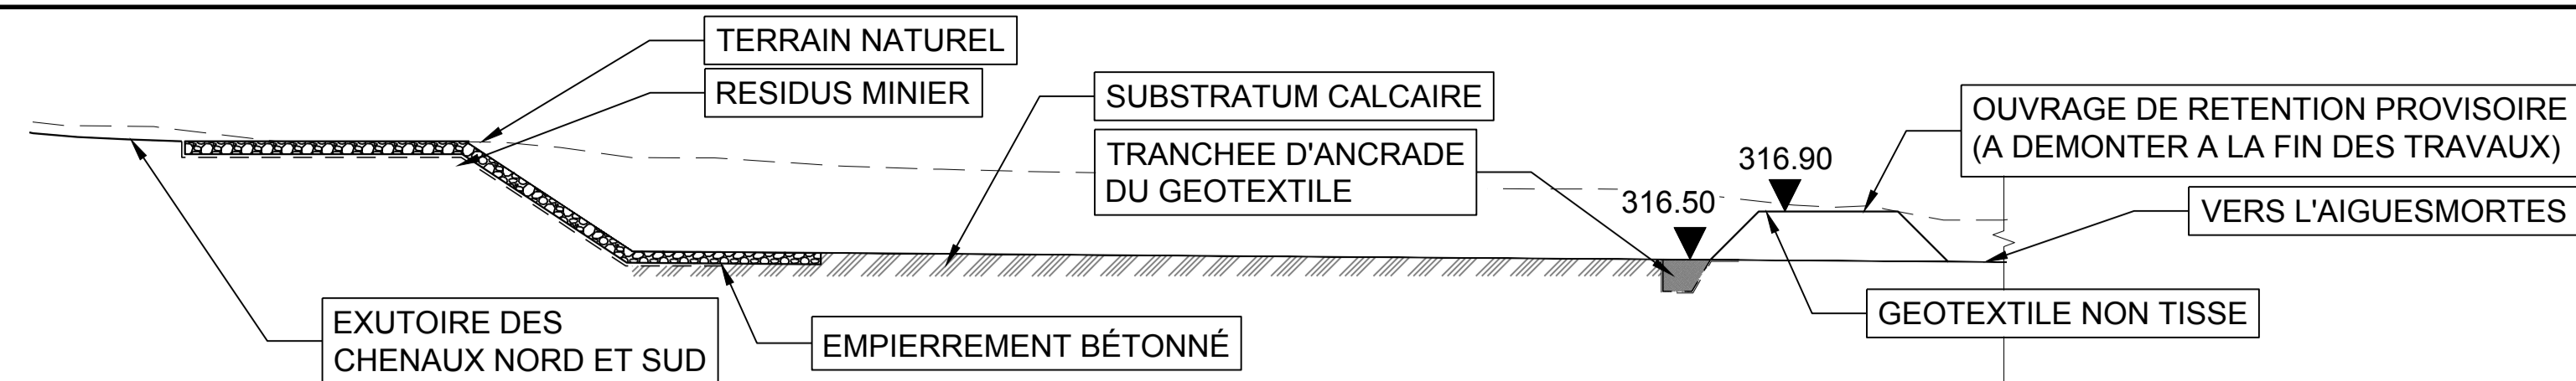 TERRAIN NATUREL
RESIDUS MINIER
SUBSTRATUM CALCAIRE
TRANCHEE D'ANCRADE
DU GEOTEXTILE
316.50
316.90
OUVRAGE DE RETENTION PROVISOIRE
(A DEMONTER A LA FIN DES TRAVAUX)
VERS L'AIGUESMORTES
EXUTOIRE DES
CHENAUX NORD ET SUD
EMPIERREMENT BÉTONNÉ
GEOTEXTILE NON TISSE